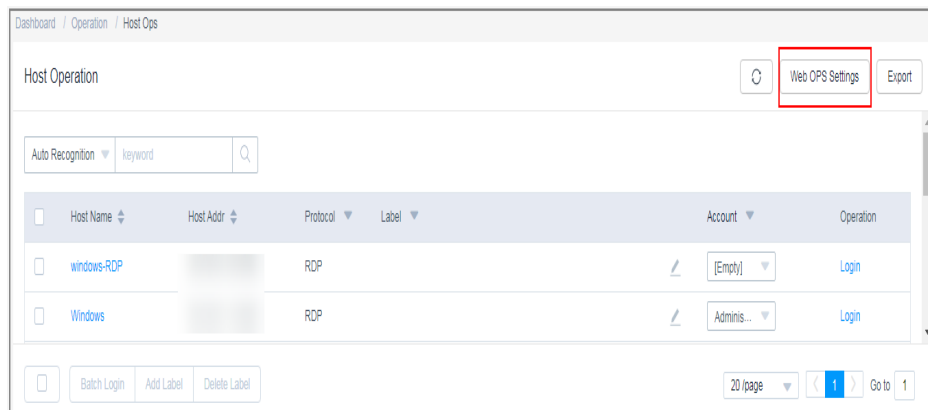 Dashboard / Operation / Host Ops
Host Operation Web OPS Settings Export
Auto Recognition keyword
Host Name Host Addr Protocol Label Account Operation
windows-RDP RDP [Empty] Login
Windows RDP Adminis... Login
Batch Login Add Label Delete Label 20 /page 1 Go to 1